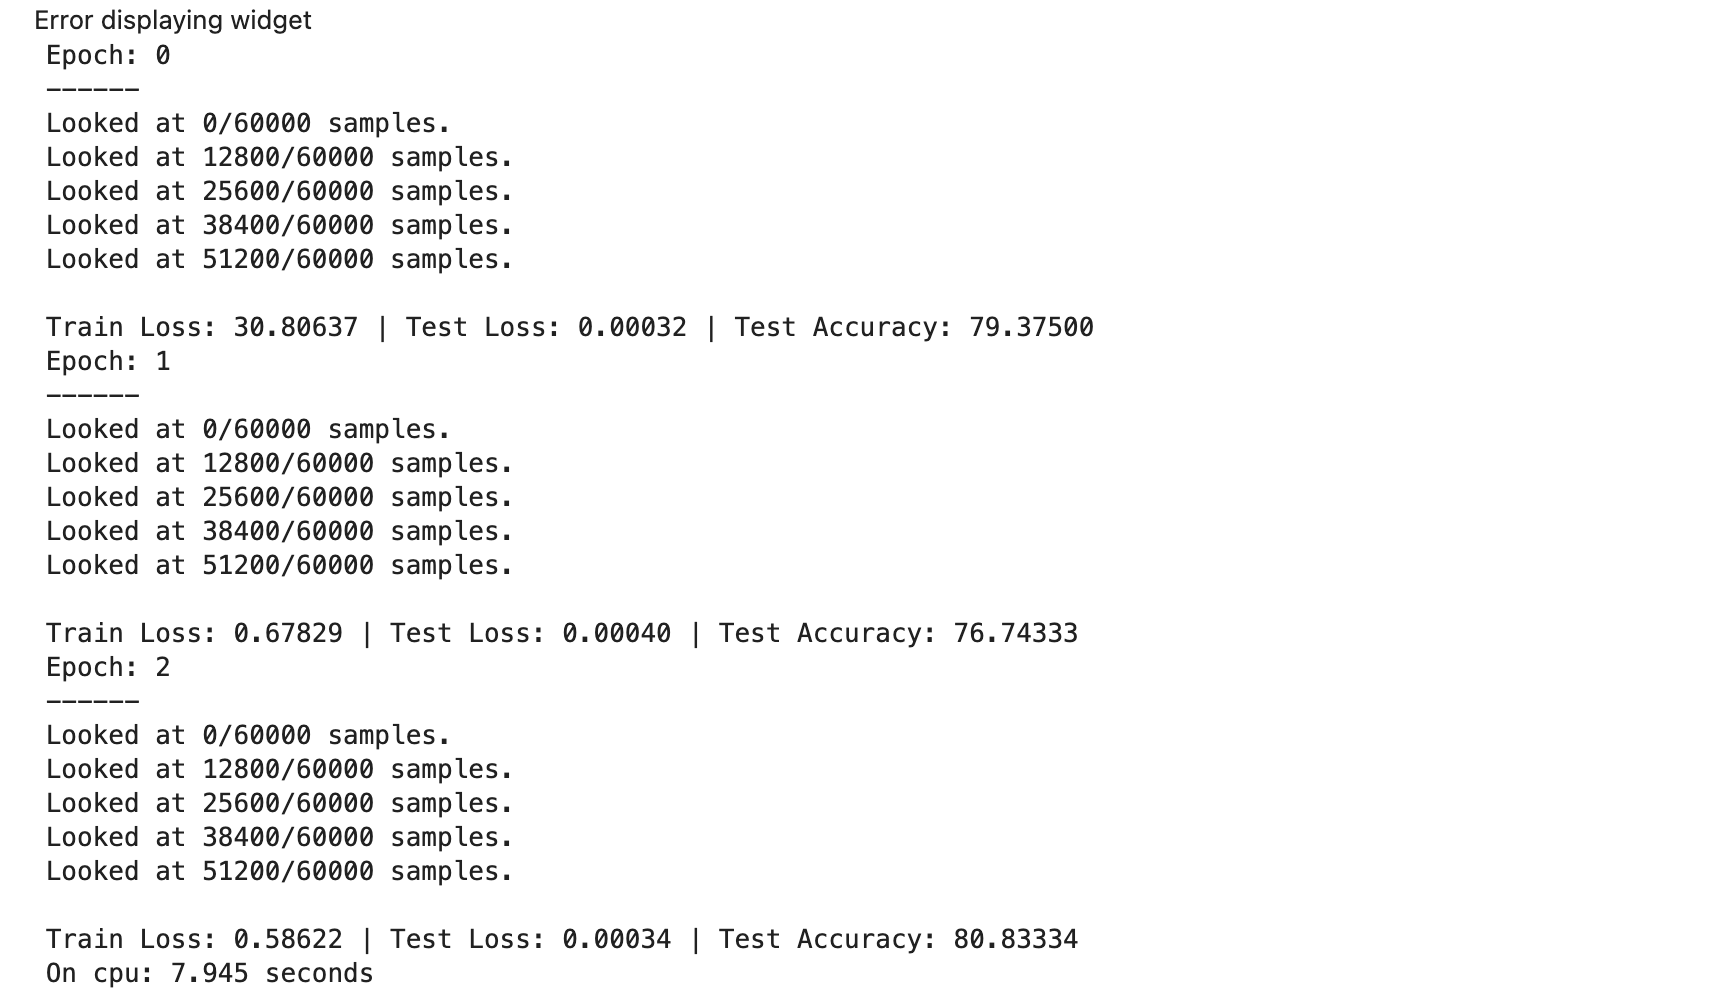 Error displaying widget
Epoch: 0
------
Looked at 0/60000 samples.
Looked at 12800/60000 samples.
Looked at 25600/60000 samples.
Looked at 38400/60000 samples.
Looked at 51200/60000 samples.
Train Loss: 30.80637 | Test Loss: 0.00032 | Test Accuracy: 79.37500
Epoch: 1
------
Looked at 0/60000 samples.
Looked at 12800/60000 samples.
Looked at 25600/60000 samples.
Looked at 38400/60000 samples.
Looked at 51200/60000 samples.
Train Loss: 0.67829 | Test Loss: 0.00040 | Test Accuracy: 76.74333
Epoch: 2
------
Looked at 0/60000 samples.
Looked at 12800/60000 samples.
Looked at 25600/60000 samples.
Looked at 38400/60000 samples.
Looked at 51200/60000 samples.
Train Loss: 0.58622 | Test Loss: 0.00034 | Test Accuracy: 80.83334
On cpu: 7.945 seconds